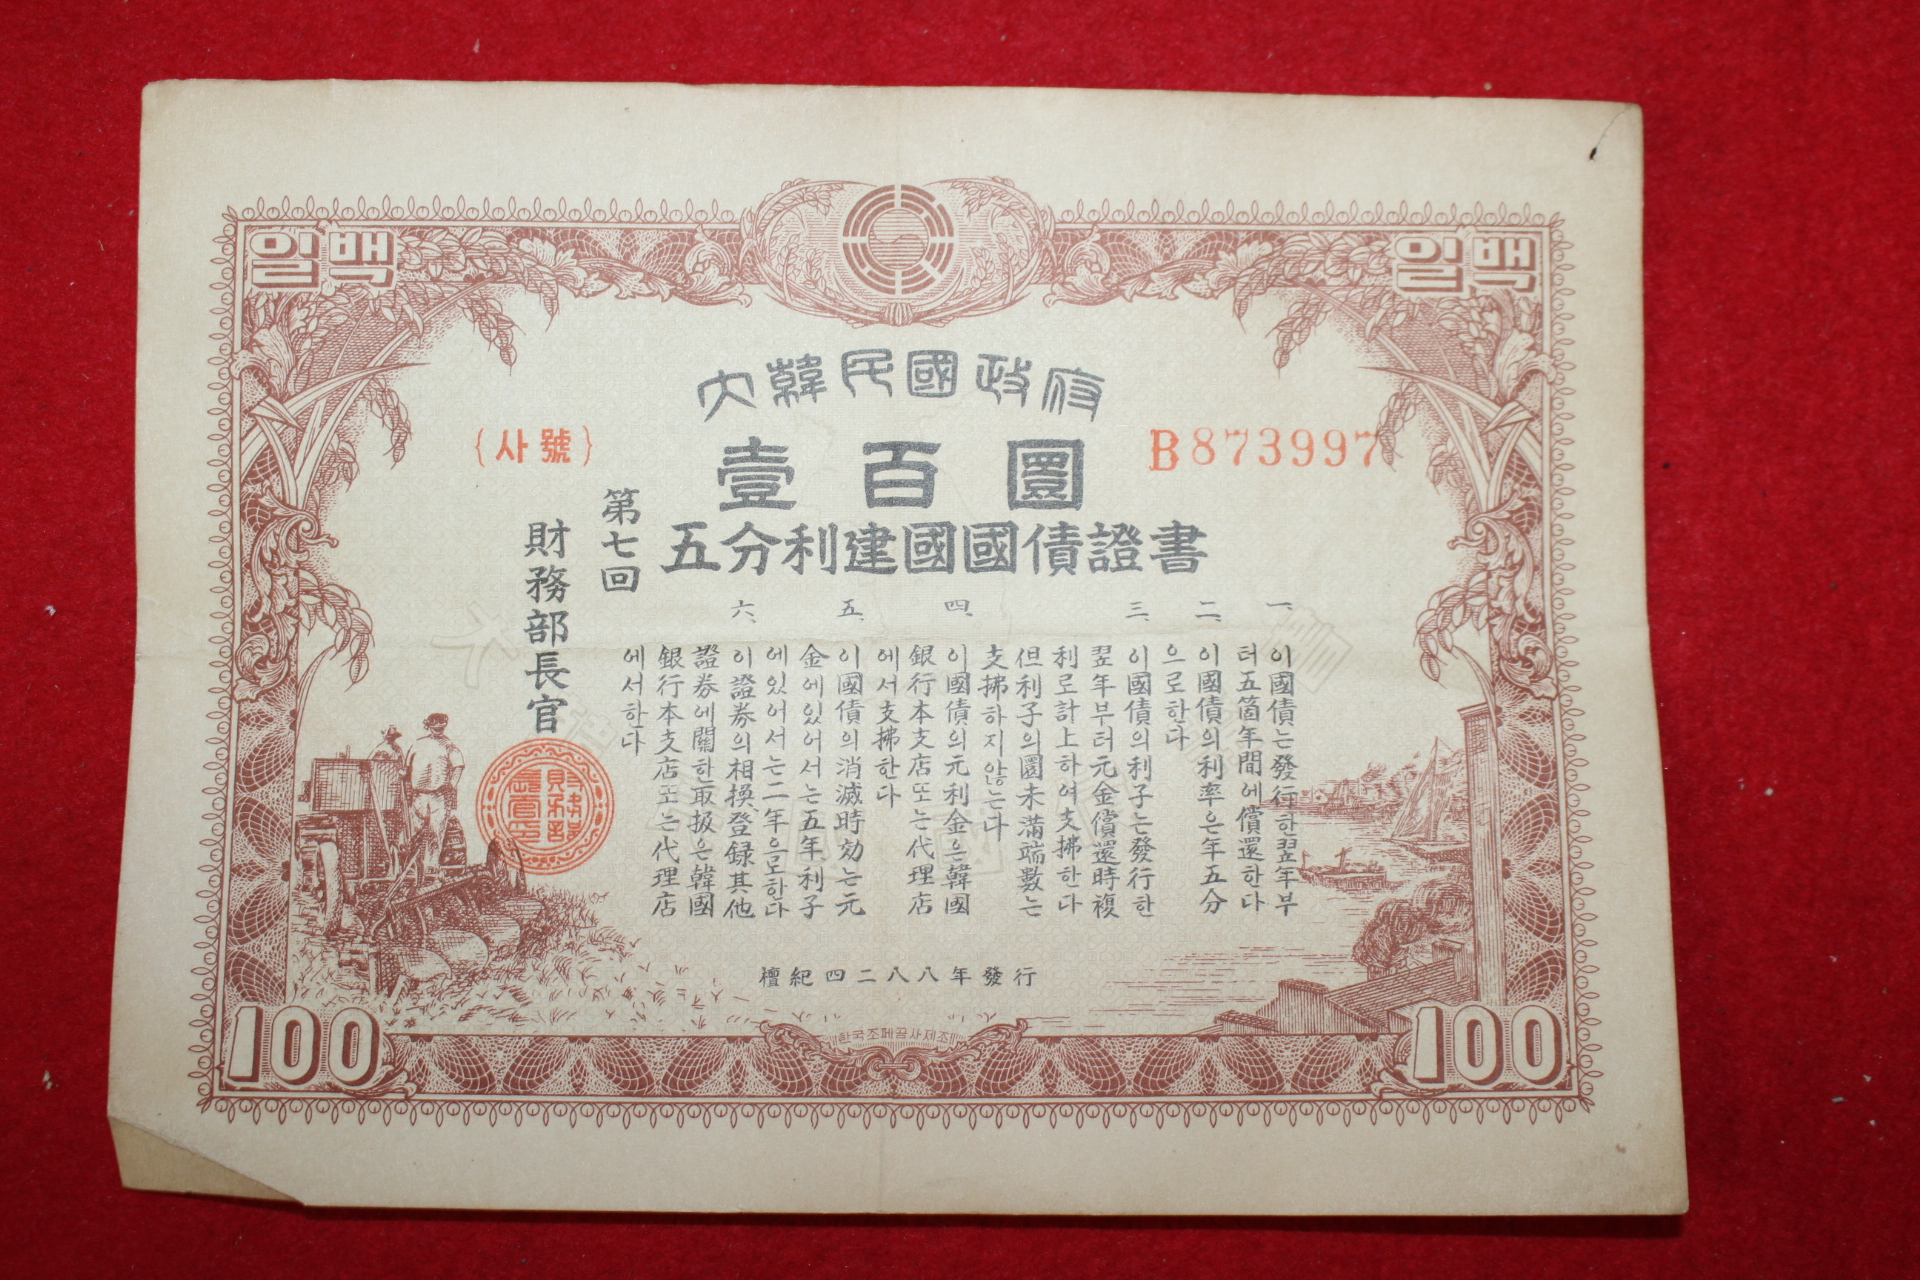 일백
일백
大韓民國政府
{사號}
B873997
壹百圜
五分利建國國債證書
第七回
財務部長官
一、이國債는發行한翌年부
터五箇年間에償還한다
二、이國債의利率은年五分
으로한다
三、이國債의利子는發行한
翌年부터元金償還時複
利로計上하여支拂한다
但利子의圜未滿端數는
支拂하지않는다
四、이國債의元利金은韓國
銀行本支店또는代理店
에서支拂한다
五、이國債의消滅時効는元
金에있어서는五年、利子
에있어서는二年으로한다
六、이證券의相換、登録其他
證券에關한取扱은韓國
銀行本支店또는代理店
에서한다
檀紀四二八八年發行
한국조폐공사제조
100
100